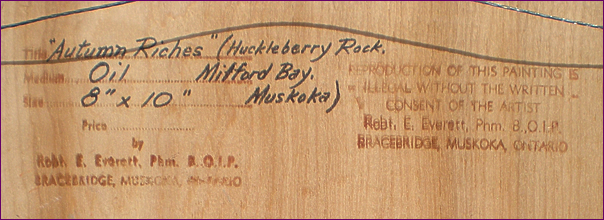 Title "Autumn Riches" (Huckleberry Rock.
Medium Oil Milford Bay.
Size 8" x 10" Muskoka)
Price
by
Robt. E. Everett, Phm. B.,O.I.P.
BRACEBRIDGE, MUSKOKA, ONTARIO
REPRODUCTION OF THIS PAINTING IS
ILLEGAL WITHOUT THE WRITTEN
CONSENT OF THE ARTIST
Robt. E. Everett, Phm. B.,O.I.P.
BRACEBRIDGE, MUSKOKA, ONTARIO